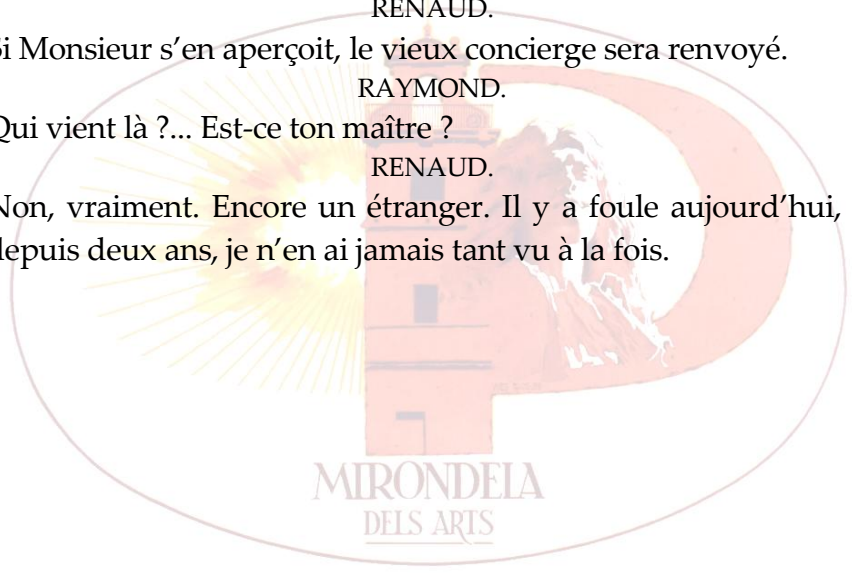 RENAUD.
Si Monsieur s’en aperçoit, le vieux concierge sera renvoyé.
RAYMOND.
Qui vient là ?... Est-ce ton maître ?
RENAUD.
Non, vraiment. Encore un étranger. Il y a foule aujourd’hui,
depuis deux ans, je n’en ai jamais tant vu à la fois.
MIRONDELA
DELS ARTS